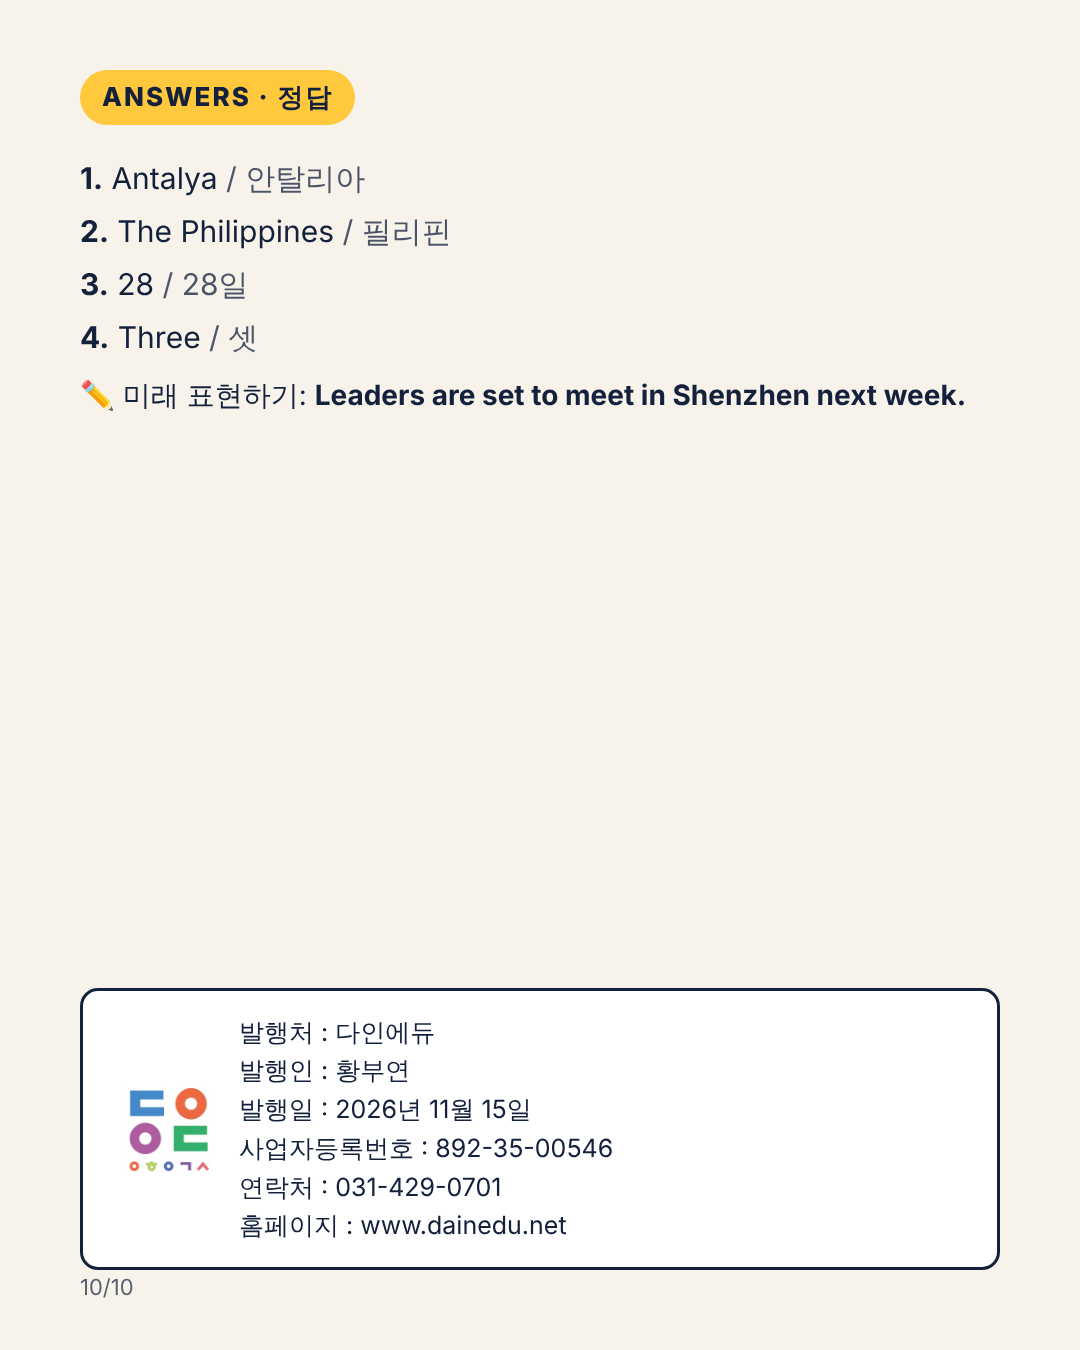 ANSWERS · 정답
1. Antalya / 안탈리아
2. The Philippines / 필리핀
3. 28 / 28일
4. Three / 셋
✏️ 미래 표현하기: Leaders are set to meet in Shenzhen next week.
발행처 : 다인에듀
발행인 : 황부연
발행일 : 2026년 11월 15일
사업자등록번호 : 892-35-00546
연락처 : 031-429-0701
홈페이지 : www.dainedu.net
10/10